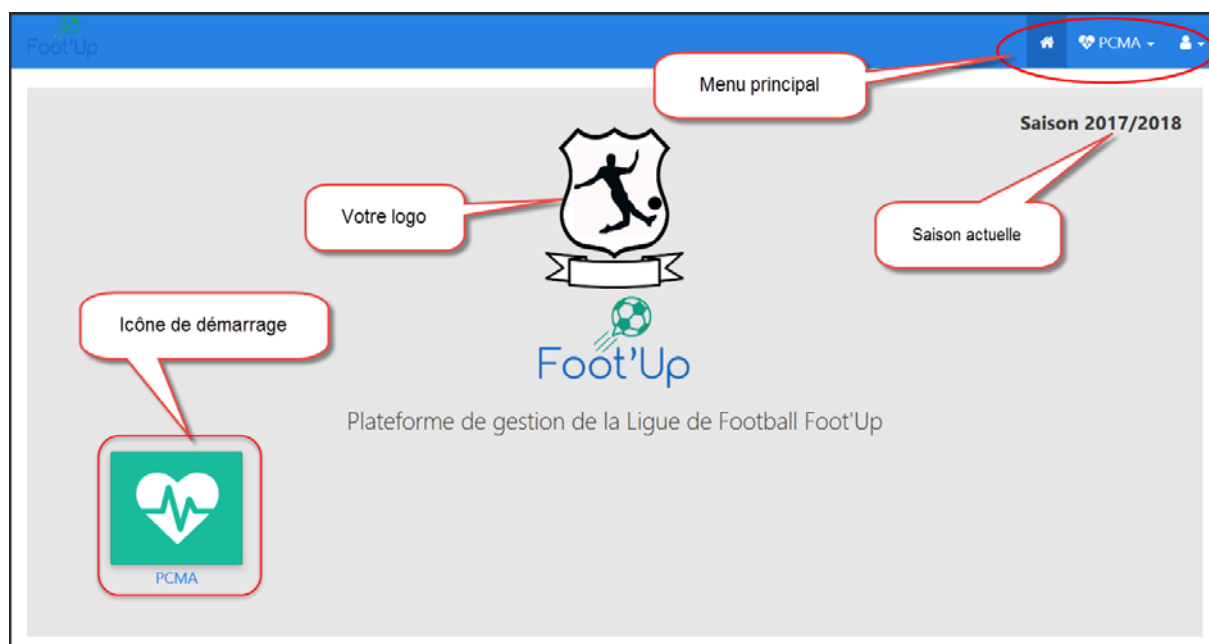 Foot'Up
PCMA
Menu principal
Saison 2017/2018
Votre logo
Saison actuelle
Icône de démarrage
Foot'Up
Plateforme de gestion de la Ligue de Football Foot'Up
PCMA